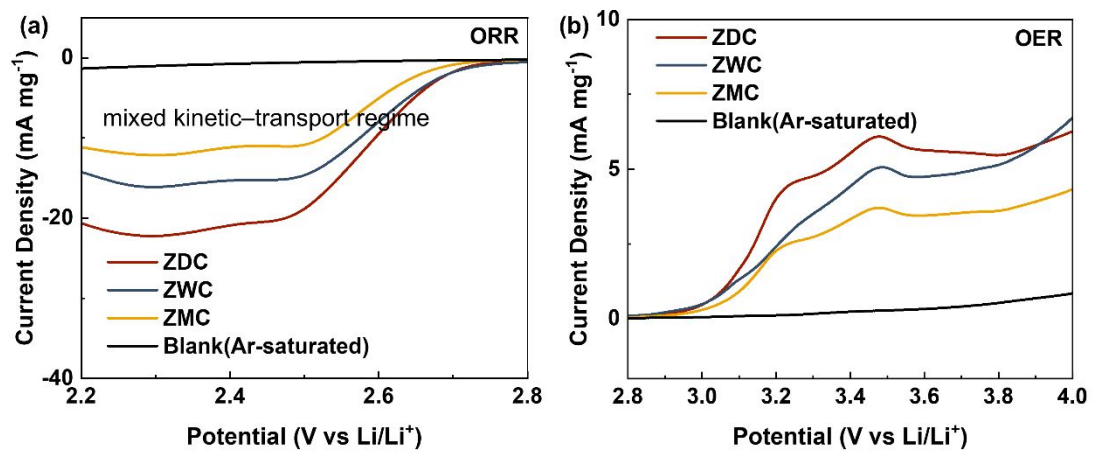 (a)
ORR
mixed kinetic–transport regime
ZDC
ZWC
ZMC
Blank(Ar-saturated)
0
-20
-40
2.2
2.4
2.6
2.8
Current Density (mA mg⁻¹)
Potential (V vs Li/Li⁺)
(b)
OER
ZDC
ZWC
ZMC
Blank(Ar-saturated)
10
5
0
2.8
3.0
3.2
3.4
3.6
3.8
4.0
Current Density (mA mg⁻¹)
Potential (V vs Li/Li⁺)